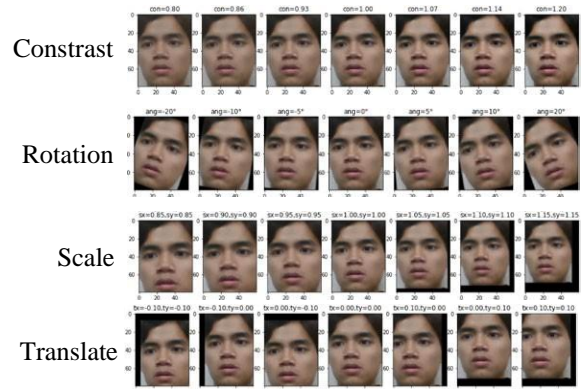 con=0.80 con=0.86 con=0.93 con=1.00 con=1.07 con=1.14 con=1.20
Constrast
ang=-20° ang=-10° ang=-5° ang=0° ang=5° ang=10° ang=20°
Rotation
sx=0.85,sy=0.85 sx=0.90,sy=0.90 sx=0.95,sy=0.95 sx=1.00,sy=1.00 sx=1.05,sy=1.05 sx=1.10,sy=1.10 sx=1.15,sy=1.15
Scale
tx=-0.10,ty=-0.10 tx=-0.10,ty=0.00 tx=0.00,ty=-0.10 tx=0.00,ty=0.00 tx=0.10,ty=0.00 tx=0.00,ty=0.10 tx=0.10,ty=0.10
Translate